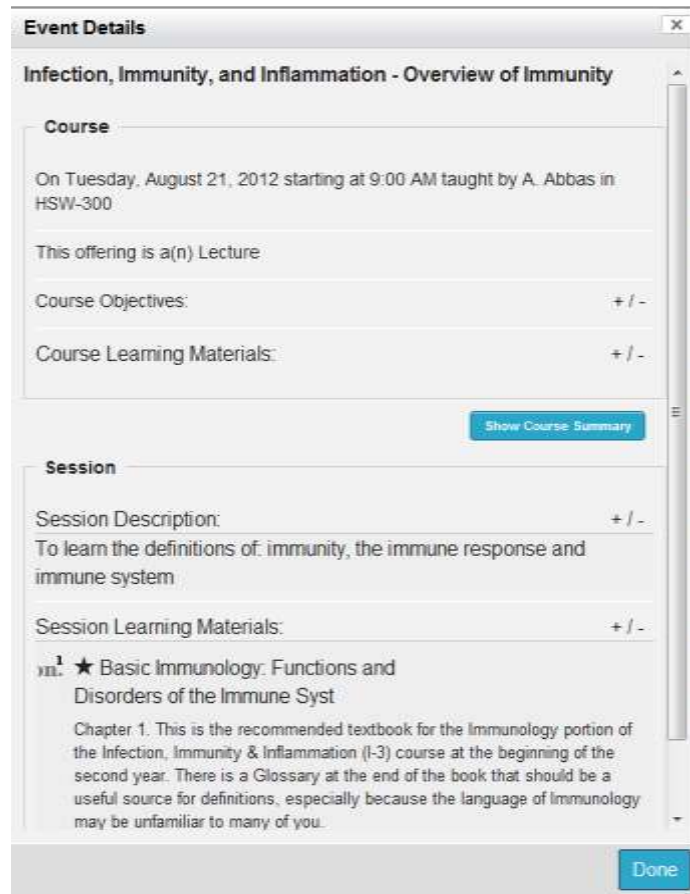 Event Details
×
Infection, Immunity, and Inflammation - Overview of Immunity
Course
On Tuesday, August 21, 2012 starting at 9:00 AM taught by A. Abbas in
HSW-300
This offering is a(n) Lecture
Course Objectives: + / -
Course Learning Materials: + / -
Show Course Summary
Session
Session Description: + / -
To learn the definitions of: immunity, the immune response and
immune system
Session Learning Materials: + / -
★ Basic Immunology: Functions and
Disorders of the Immune Syst
Chapter 1. This is the recommended textbook for the Immunology portion of
the Infection, Immunity & Inflammation (I-3) course at the beginning of the
second year. There is a Glossary at the end of the book that should be a
useful source for definitions, especially because the language of Immunology
may be unfamiliar to many of you.
Done